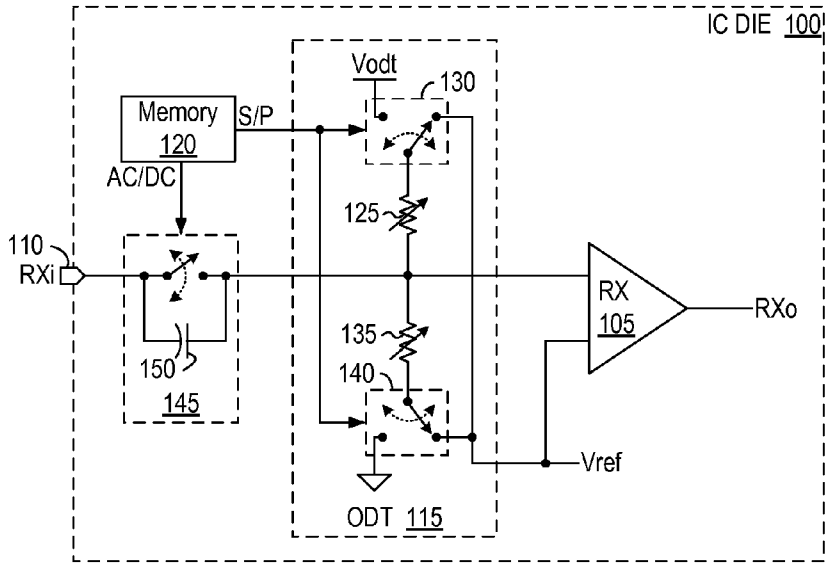 IC DIE 100
Vodt
130
Memory
120
S/P
AC/DC
125
110
RXi
RX
105
RXo
135
150
140
145
Vref
ODT 115